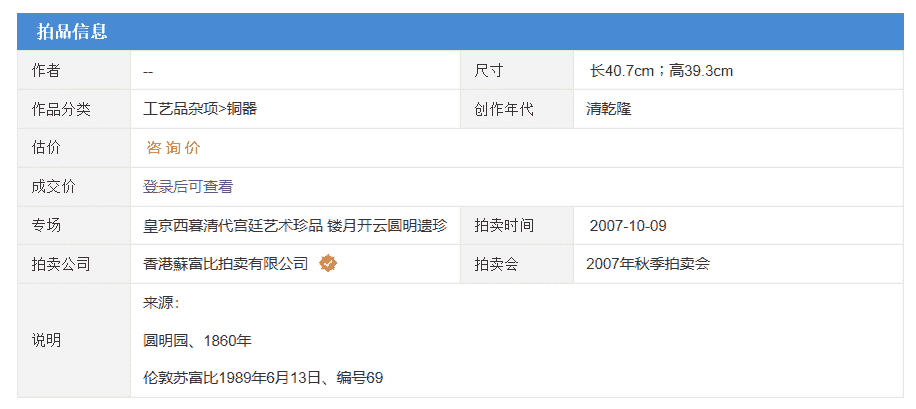 拍品信息
作者 -- 尺寸 长40.7cm；高39.3cm
作品分类 工艺品杂项>铜器 创作年代 清乾隆
估价 咨询价
成交价 登录后可查看
专场 皇京西暮清代宫廷艺术珍品 镂月开云圆明遗珍 拍卖时间 2007-10-09
拍卖公司 香港蘇富比拍卖有限公司 拍卖会 2007年秋季拍卖会
说明
来源：
圆明园、1860年
伦敦苏富比1989年6月13日、编号69